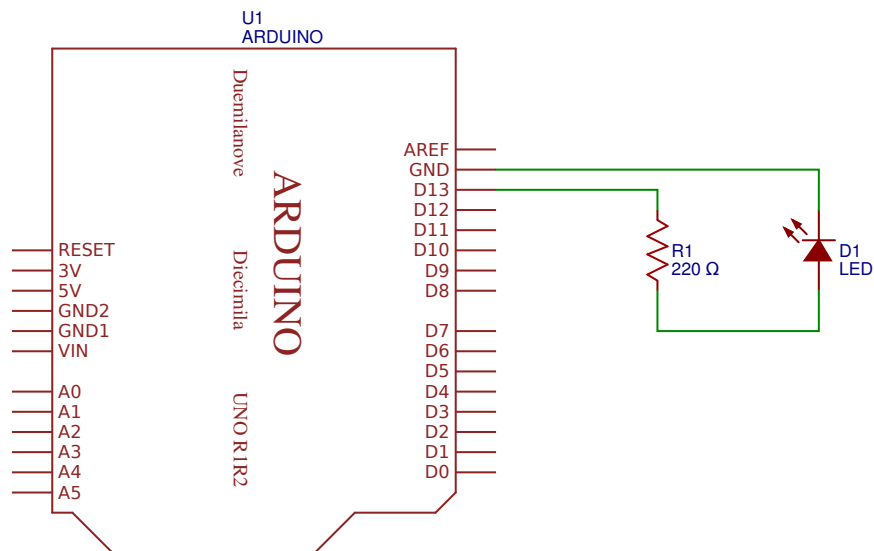 U1
ARDUINO
Duemilanove
ARDUINO
Diecimila
UNO R1R2
RESET
3V
5V
GND2
GND1
VIN
A0
A1
A2
A3
A4
A5
AREF
GND
D13
D12
D11
D10
D9
D8
D7
D6
D5
D4
D3
D2
D1
D0
R1
220 Ω
D1
LED